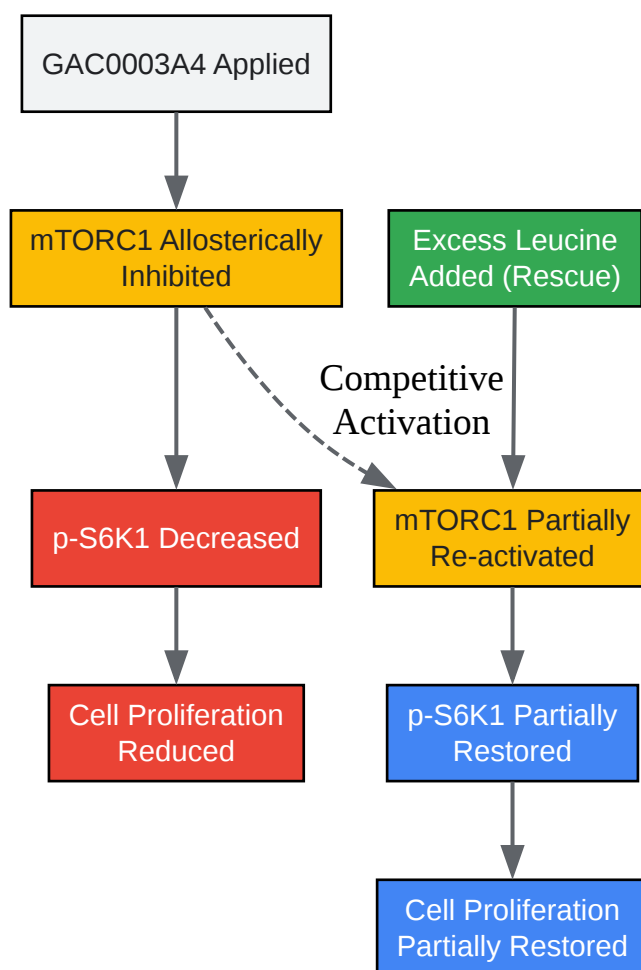 GAC0003A4 Applied
mTORC1 Allosterically
Inhibited
Excess Leucine
Added (Rescue)
Competitive
Activation
p-S6K1 Decreased
mTORC1 Partially
Re-activated
Cell Proliferation
Reduced
p-S6K1 Partially
Restored
Cell Proliferation
Partially Restored